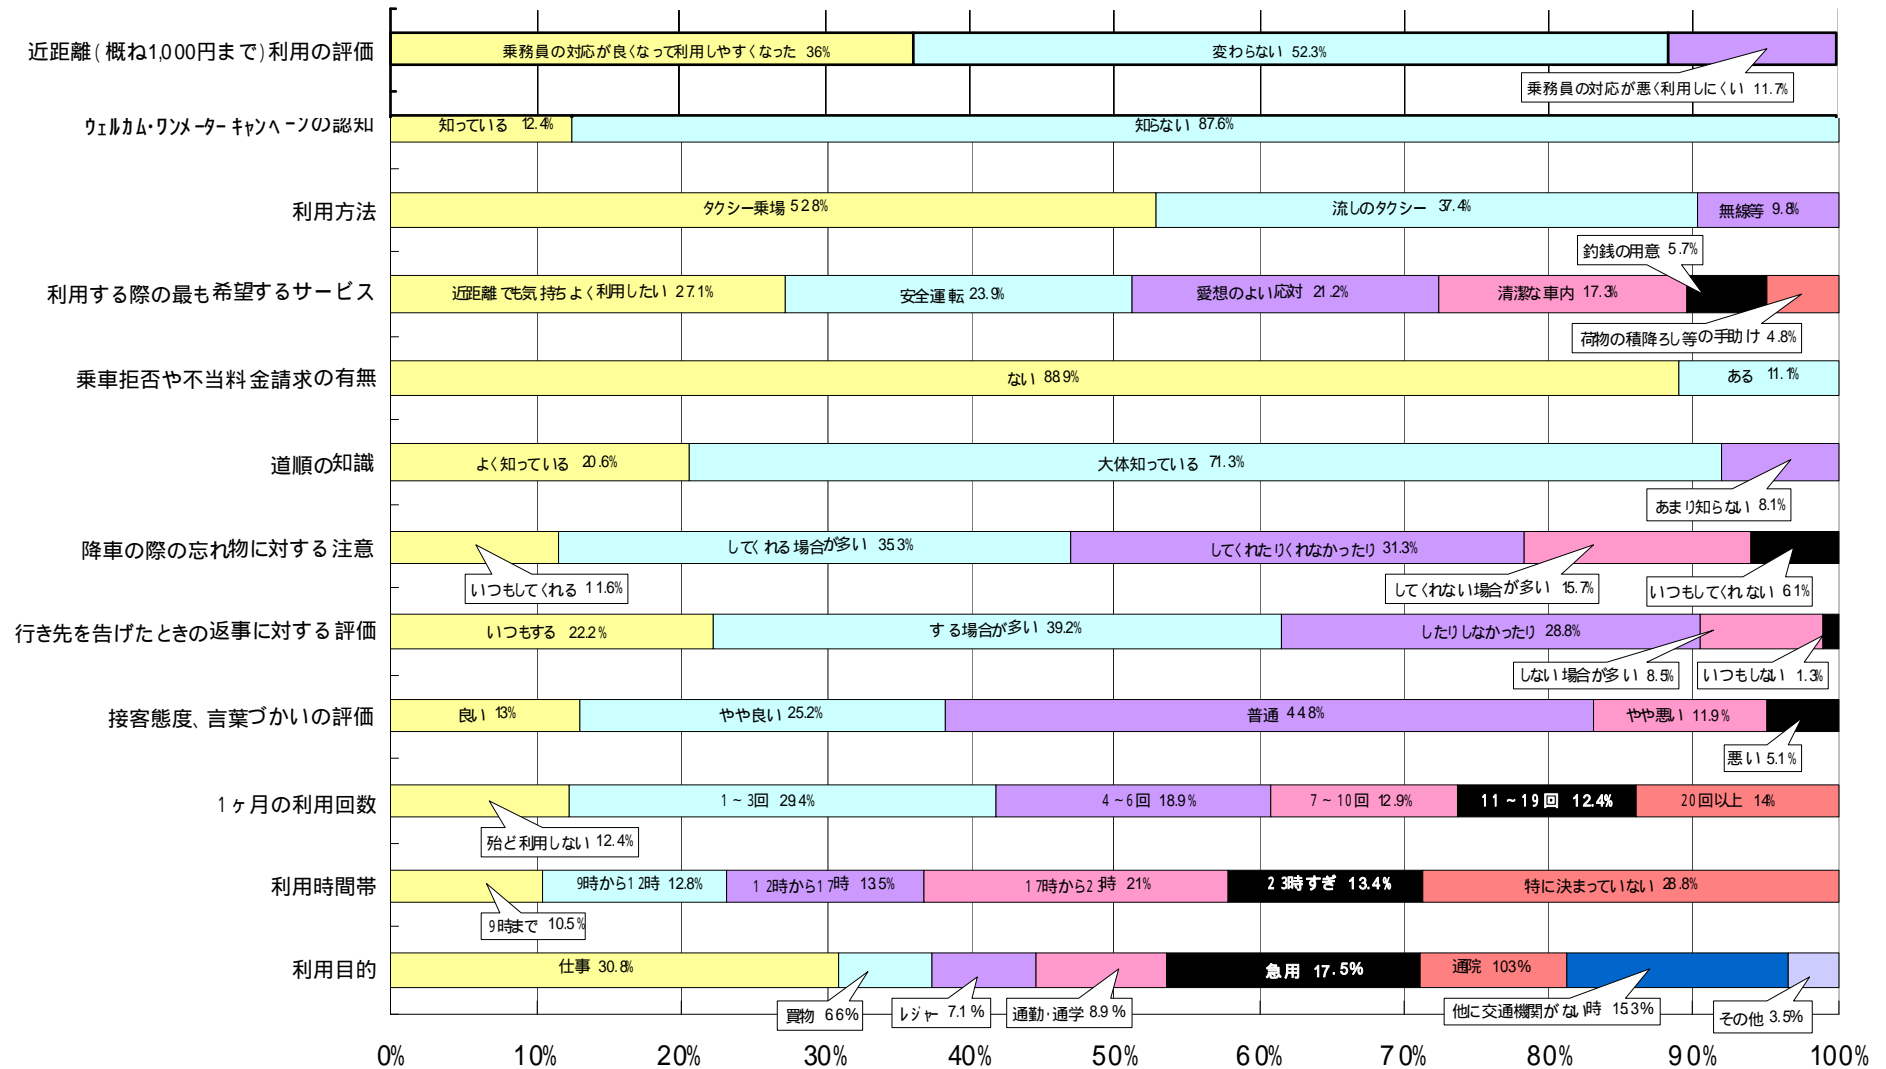 近距離(概ね1,000円まで)利用の評価
乗務員の対応が良くなって利用しやすくなった 36%
変わらない 52.3%
乗務員の対応が悪く利用しにくい 11.7%
ウェルカム・ワンメーターキャンペーンの認知
知っている 12.4%
知らない 87.6%
利用方法
タクシー乗場 52.8%
流しのタクシー 37.4%
無線等 9.8%
利用する際の最も希望するサービス
近距離でも気持ちよく利用したい 27.1%
安全運転 23.9%
愛想のよい応対 21.2%
清潔な車内 17.3%
釣銭の用意 5.7%
荷物の積降ろし等の手助け 4.8%
乗車拒否や不当料金請求の有無
ない 88.9%
ある 11.1%
道順の知識
よく知っている 20.6%
大体知っている 71.3%
あまり知らない 8.1%
降車の際の忘れ物に対する注意
いつもしてくれる 11.6%
してくれる場合が多い 35.3%
してくれたりくれなかったり 31.3%
してくれない場合が多い 15.7%
いつもしてくれない 6.1%
行き先を告げたときの返事に対する評価
いつもする 22.2%
する場合が多い 39.2%
したりしなかったり 28.8%
しない場合が多い 8.5%
いつもしない 1.3%
接客態度、言葉づかいの評価
良い 13%
やや良い 25.2%
普通 44.8%
やや悪い 11.9%
悪い 5.1%
1ヶ月の利用回数
殆ど利用しない 12.4%
1~3回 29.4%
4~6回 18.9%
7~10回 12.9%
11~19回 12.4%
20回以上 14%
利用時間帯
9時まで 10.5%
9時から12時 12.8%
12時から17時 13.5%
17時から23時 21%
23時すぎ 13.4%
特に決まっていない 28.8%
利用目的
仕事 30.8%
買物 6.6%
レジャー 7.1%
通勤・通学 8.9%
急用 17.5%
通院 10.3%
他に交通機関がない時 15.3%
その他 3.5%
0% 10% 20% 30% 40% 50% 60% 70% 80% 90% 100%